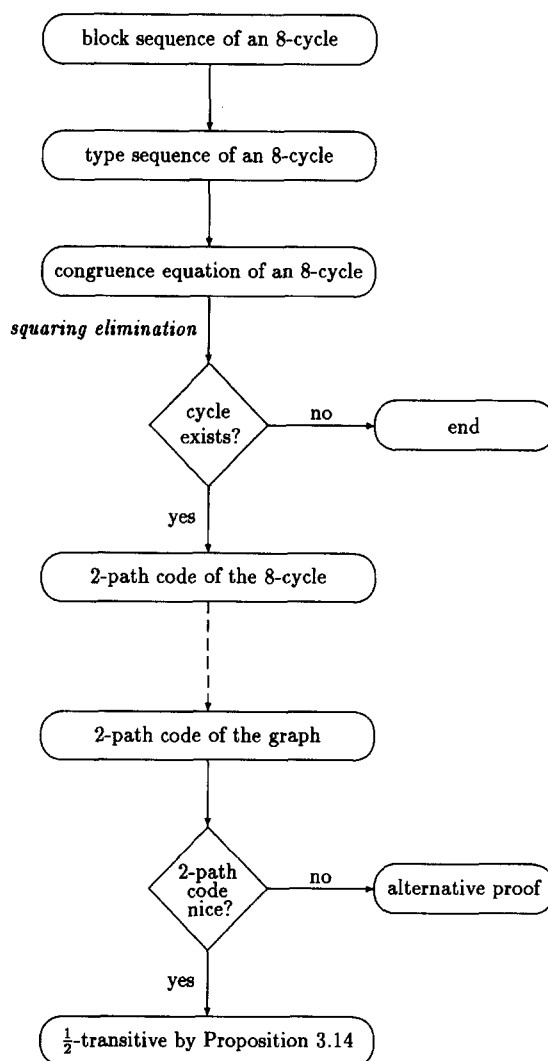 block sequence of an 8-cycle
type sequence of an 8-cycle
congruence equation of an 8-cycle
squaring elimination
cycle
exists?
no
end
yes
2-path code of the 8-cycle
2-path code of the graph
2-path
code
nice?
no
alternative proof
yes
½-transitive by Proposition 3.14